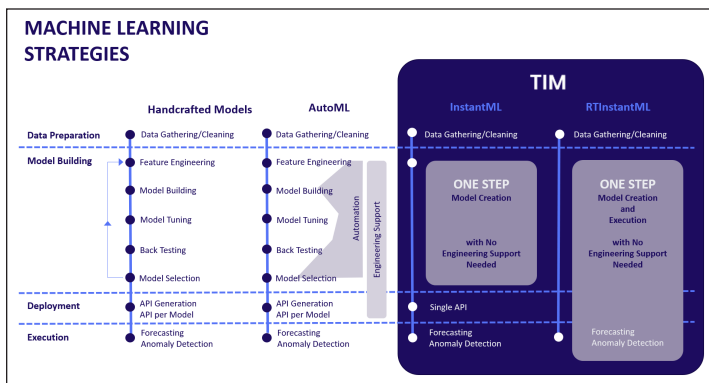 MACHINE LEARNING
STRATEGIES
TIM
Handcrafted Models
AutoML
InstantML
RTInstantML
Data Preparation
Data Gathering/Cleaning
Data Gathering/Cleaning
Data Gathering/Cleaning
Data Gathering/Cleaning
Model Building
Feature Engineering
Model Building
Model Tuning
Back Testing
Model Selection
Feature Engineering
Model Building
Model Tuning
Back Testing
Model Selection
Automation
Engineering Support
ONE STEP
Model Creation
with No
Engineering Support
Needed
ONE STEP
Model Creation
and
Execution
with No
Engineering Support
Needed
Deployment
API Generation
API per Model
API Generation
API per Model
Single API
Execution
Forecasting
Anomaly Detection
Forecasting
Anomaly Detection
Forecasting
Anomaly Detection
Forecasting
Anomaly Detection